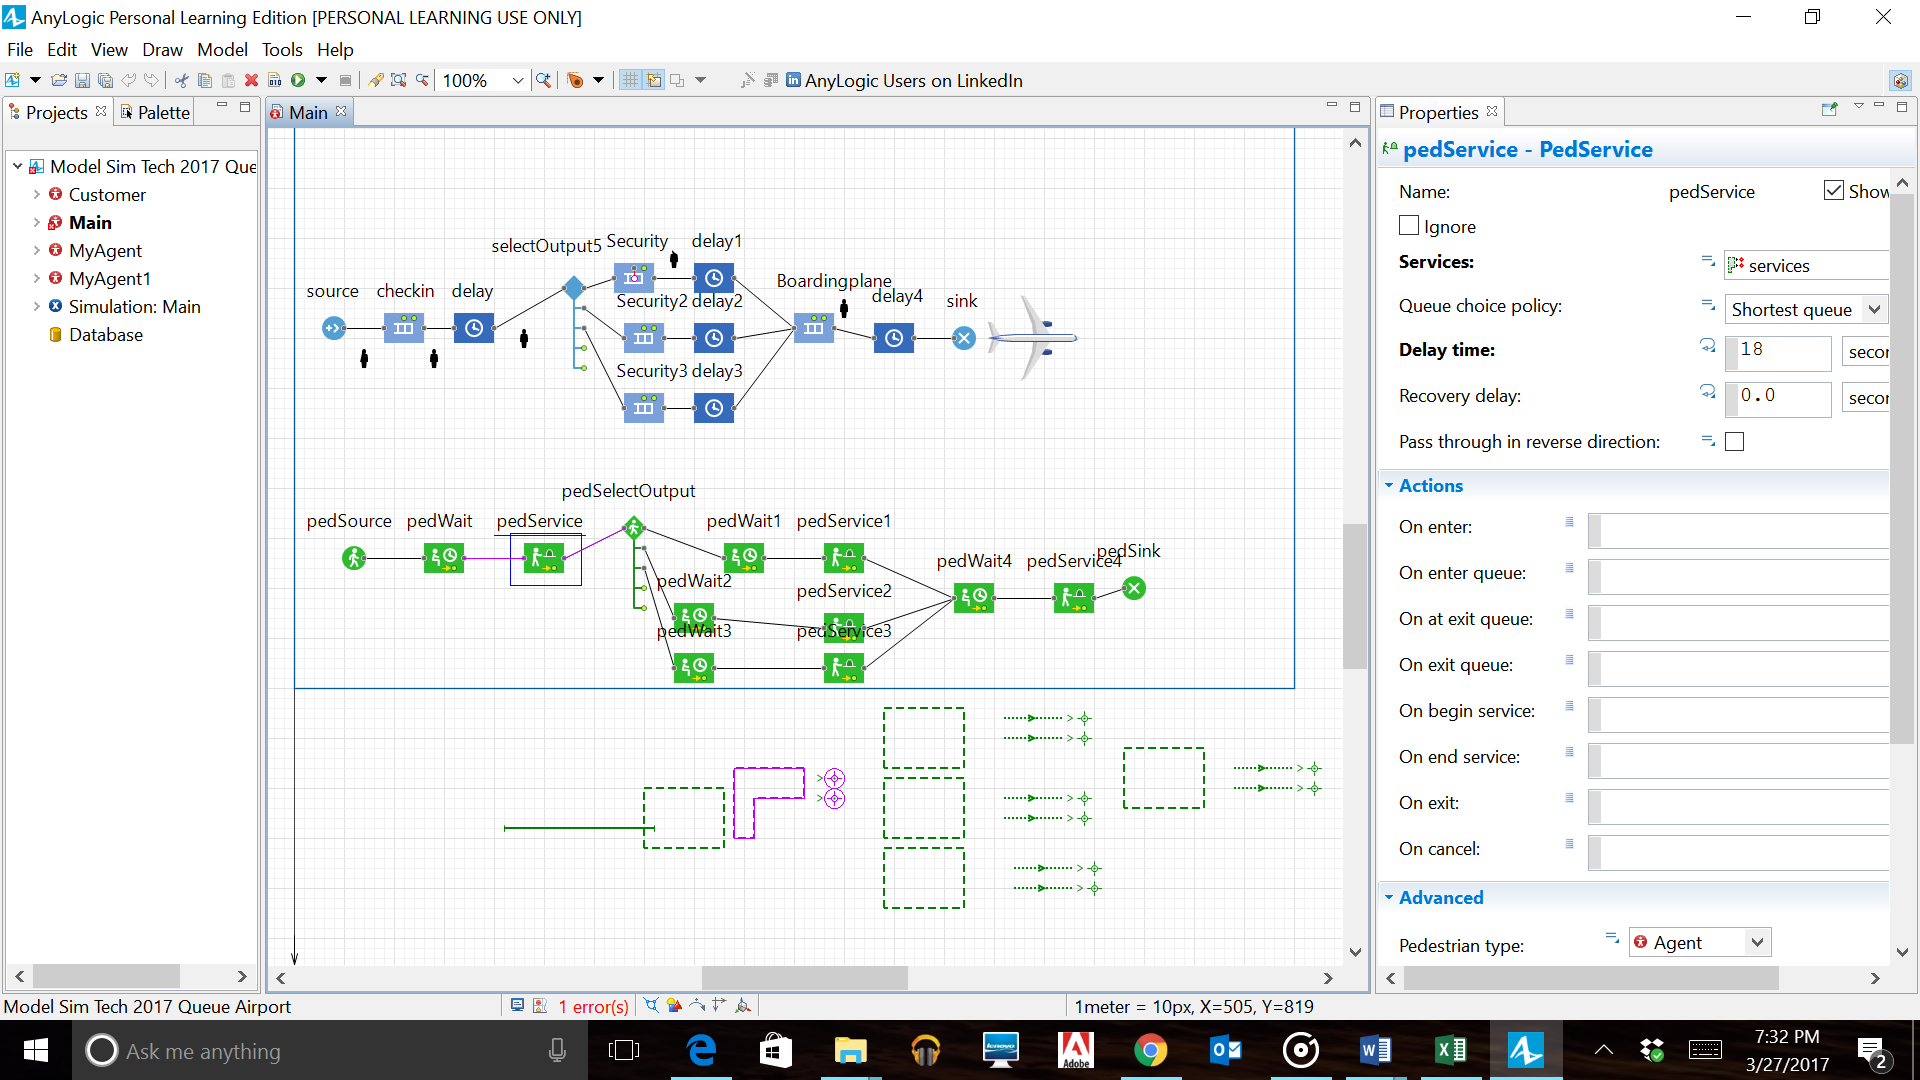 AnyLogic Personal Learning Edition [PERSONAL LEARNING USE ONLY]
File Edit View Draw Model Tools Help
100% AnyLogic Users on LinkedIn
Projects Palette
Model Sim Tech 2017 Que
Customer
Main
MyAgent
MyAgent1
Simulation: Main
Database
Main
selectOutput5 Security delay1
source checkin delay
Boardingplane
Security2 delay2 delay4 sink
Security3 delay3
pedSelectOutput
pedSource pedWait pedService pedWait1 pedService1
pedWait4 pedService4 pedSink
pedWait2
pedService2
pedWait3 pedService3
Properties
pedService - PedService
Name: pedService Show
Ignore
Services: services
Queue choice policy: Shortest queue
Delay time: 18 secor
Recovery delay: 0.0 secor
Pass through in reverse direction:
Actions
On enter:
On enter queue:
On at exit queue:
On exit queue:
On begin service:
On end service:
On exit:
On cancel:
Advanced
Pedestrian type: Agent
Model Sim Tech 2017 Queue Airport
1 error(s)
1meter = 10px, X=505, Y=819
Ask me anything
lenovo
Adobe
7:32 PM
3/27/2017
2